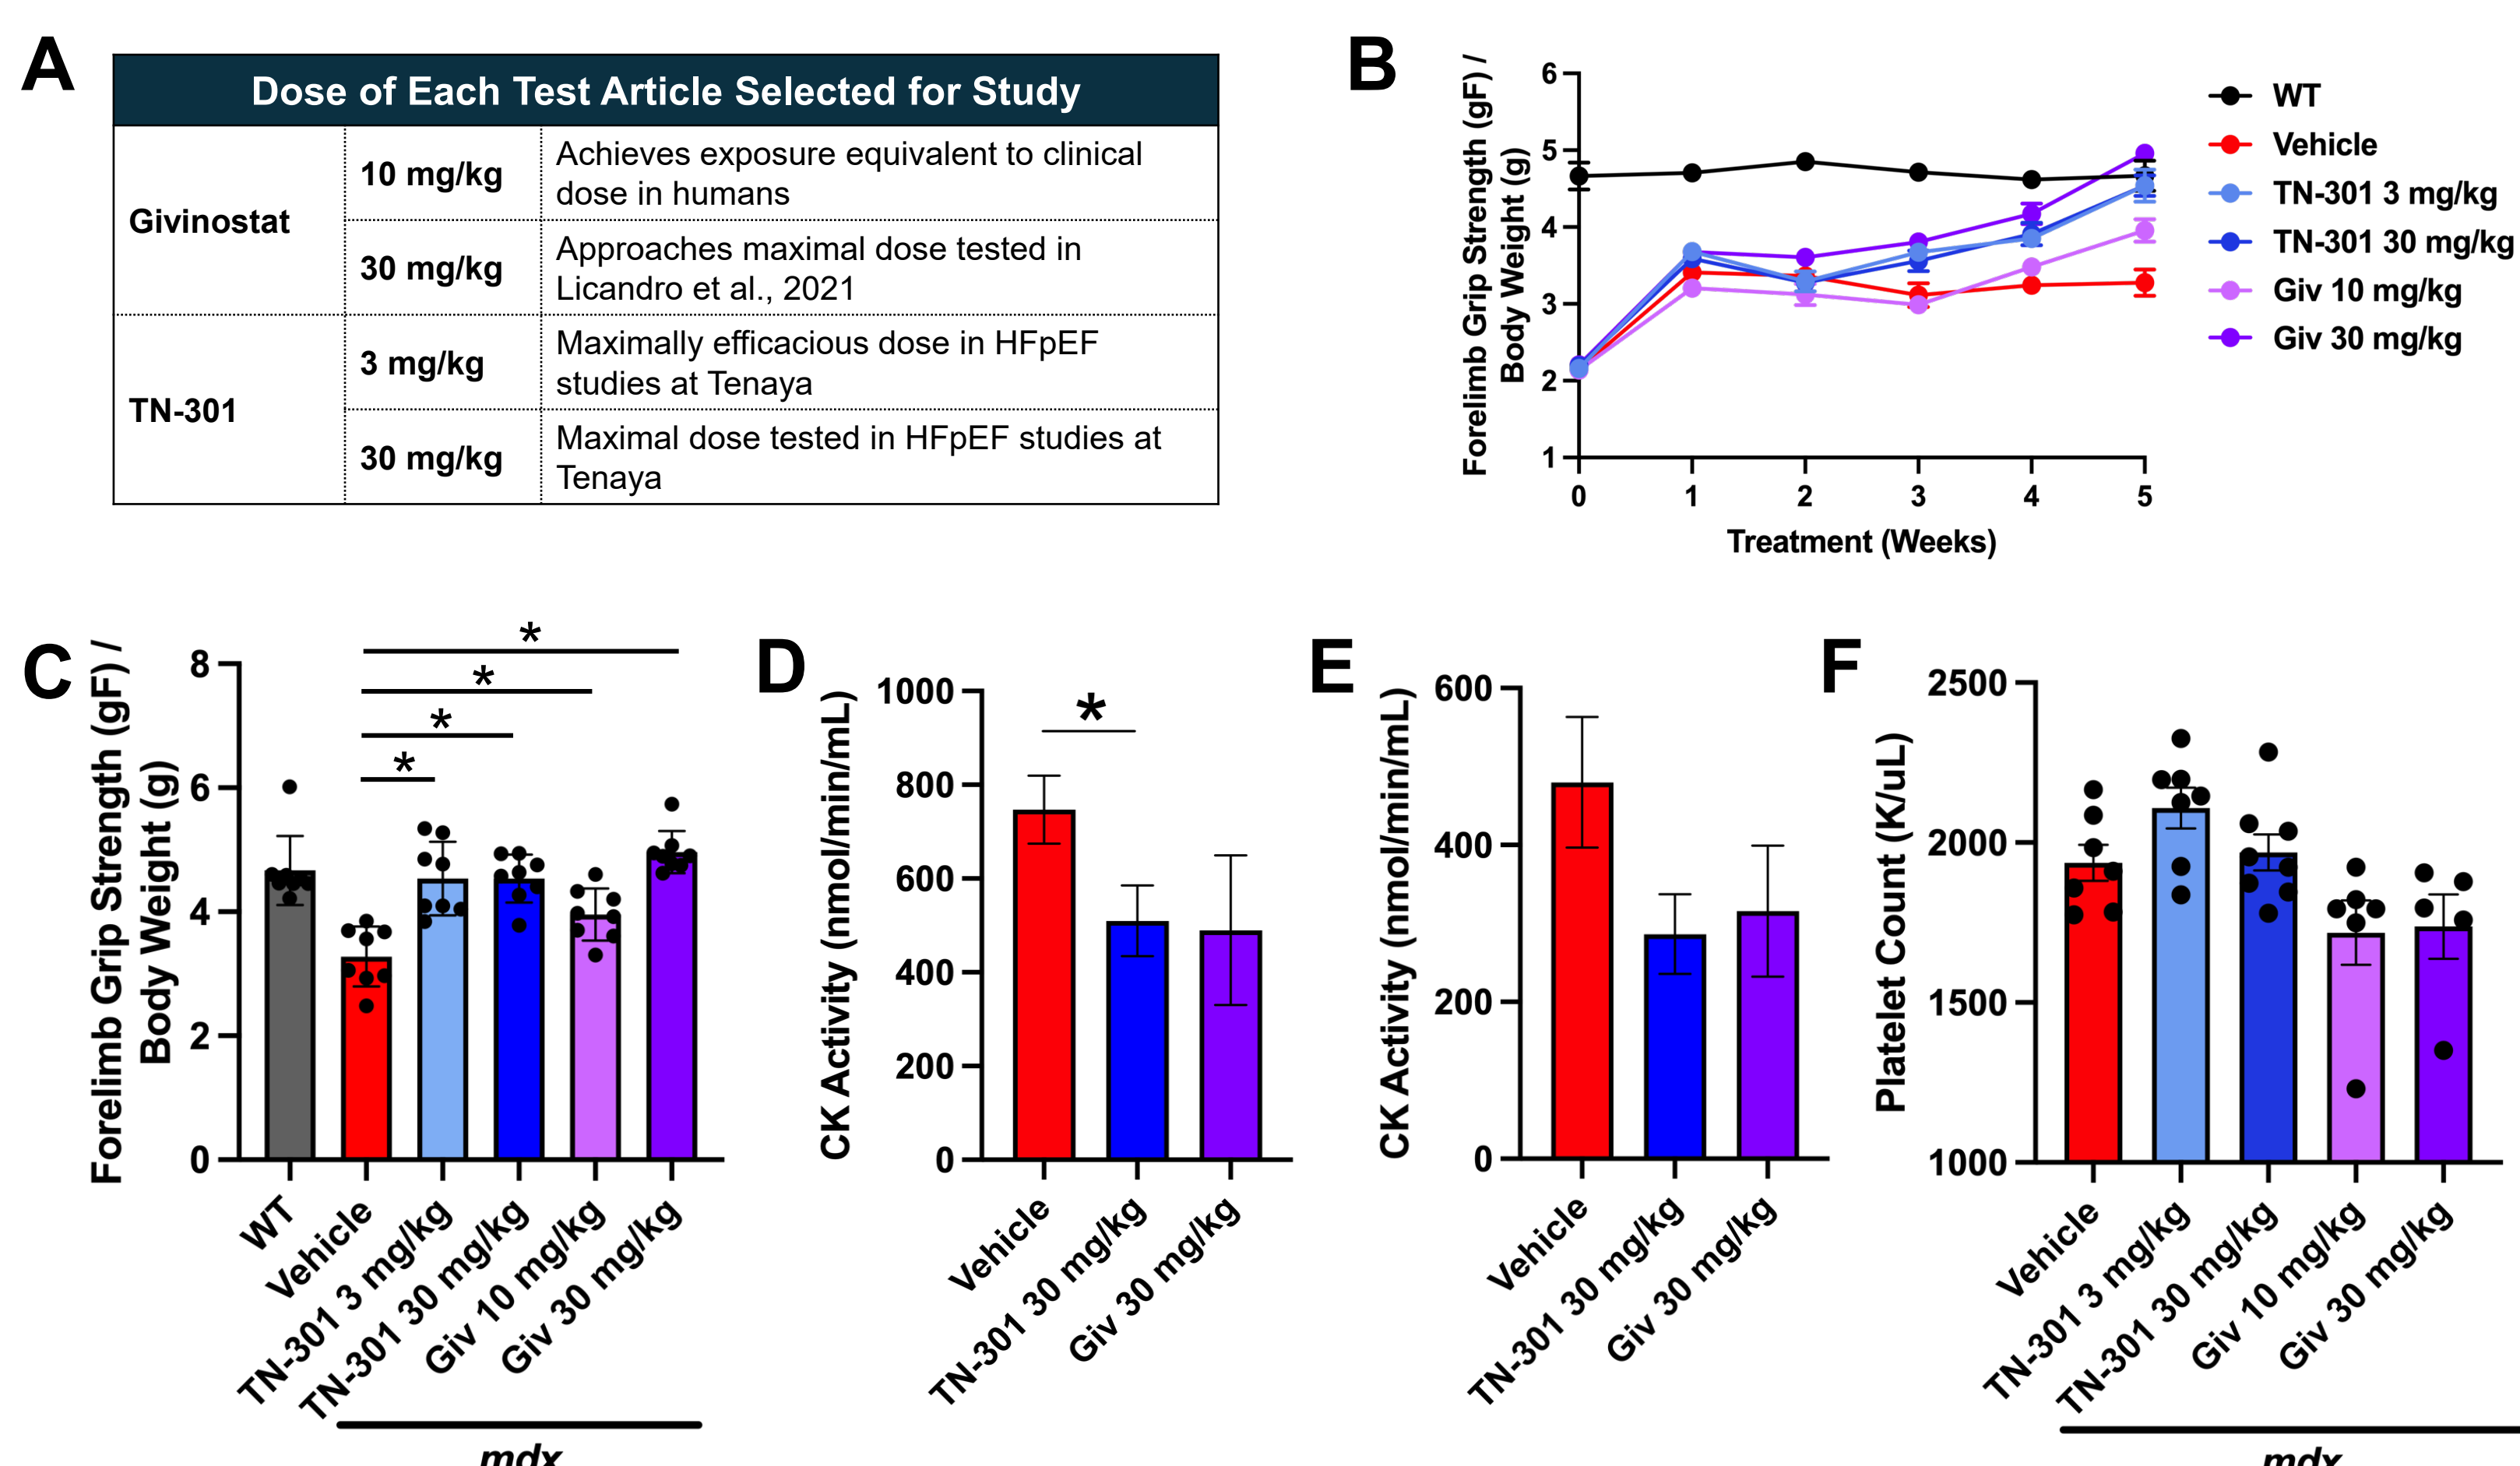 A
Dose of Each Test Article Selected for Study
Givinostat
10 mg/kg
Achieves exposure equivalent to clinical
dose in humans
30 mg/kg
Approaches maximal dose tested in
Licandro et al., 2021
TN-301
3 mg/kg
Maximally efficacious dose in HFpEF
studies at Tenaya
30 mg/kg
Maximal dose tested in HFpEF studies at
Tenaya
B
Forelimb Grip Strength (gF) /
Body Weight (g)
6
5
4
3
2
1
0 1 2 3 4 5
Treatment (Weeks)
WT
Vehicle
TN-301 3 mg/kg
TN-301 30 mg/kg
Giv 10 mg/kg
Giv 30 mg/kg
C
Forelimb Grip Strength (gF) /
Body Weight (g)
8
6
4
2
0
*
*
*
*
WT
Vehicle
TN-301 3 mg/kg
TN-301 30 mg/kg
Giv 10 mg/kg
Giv 30 mg/kg
mdx
D
CK Activity (nmol/min/mL)
1000
800
600
400
200
0
*
Vehicle
TN-301 30 mg/kg
Giv 30 mg/kg
E
CK Activity (nmol/min/mL)
600
400
200
0
Vehicle
TN-301 30 mg/kg
Giv 30 mg/kg
F
Platelet Count (K/uL)
2500
2000
1500
1000
Vehicle
TN-301 3 mg/kg
TN-301 30 mg/kg
Giv 10 mg/kg
Giv 30 mg/kg
mdx